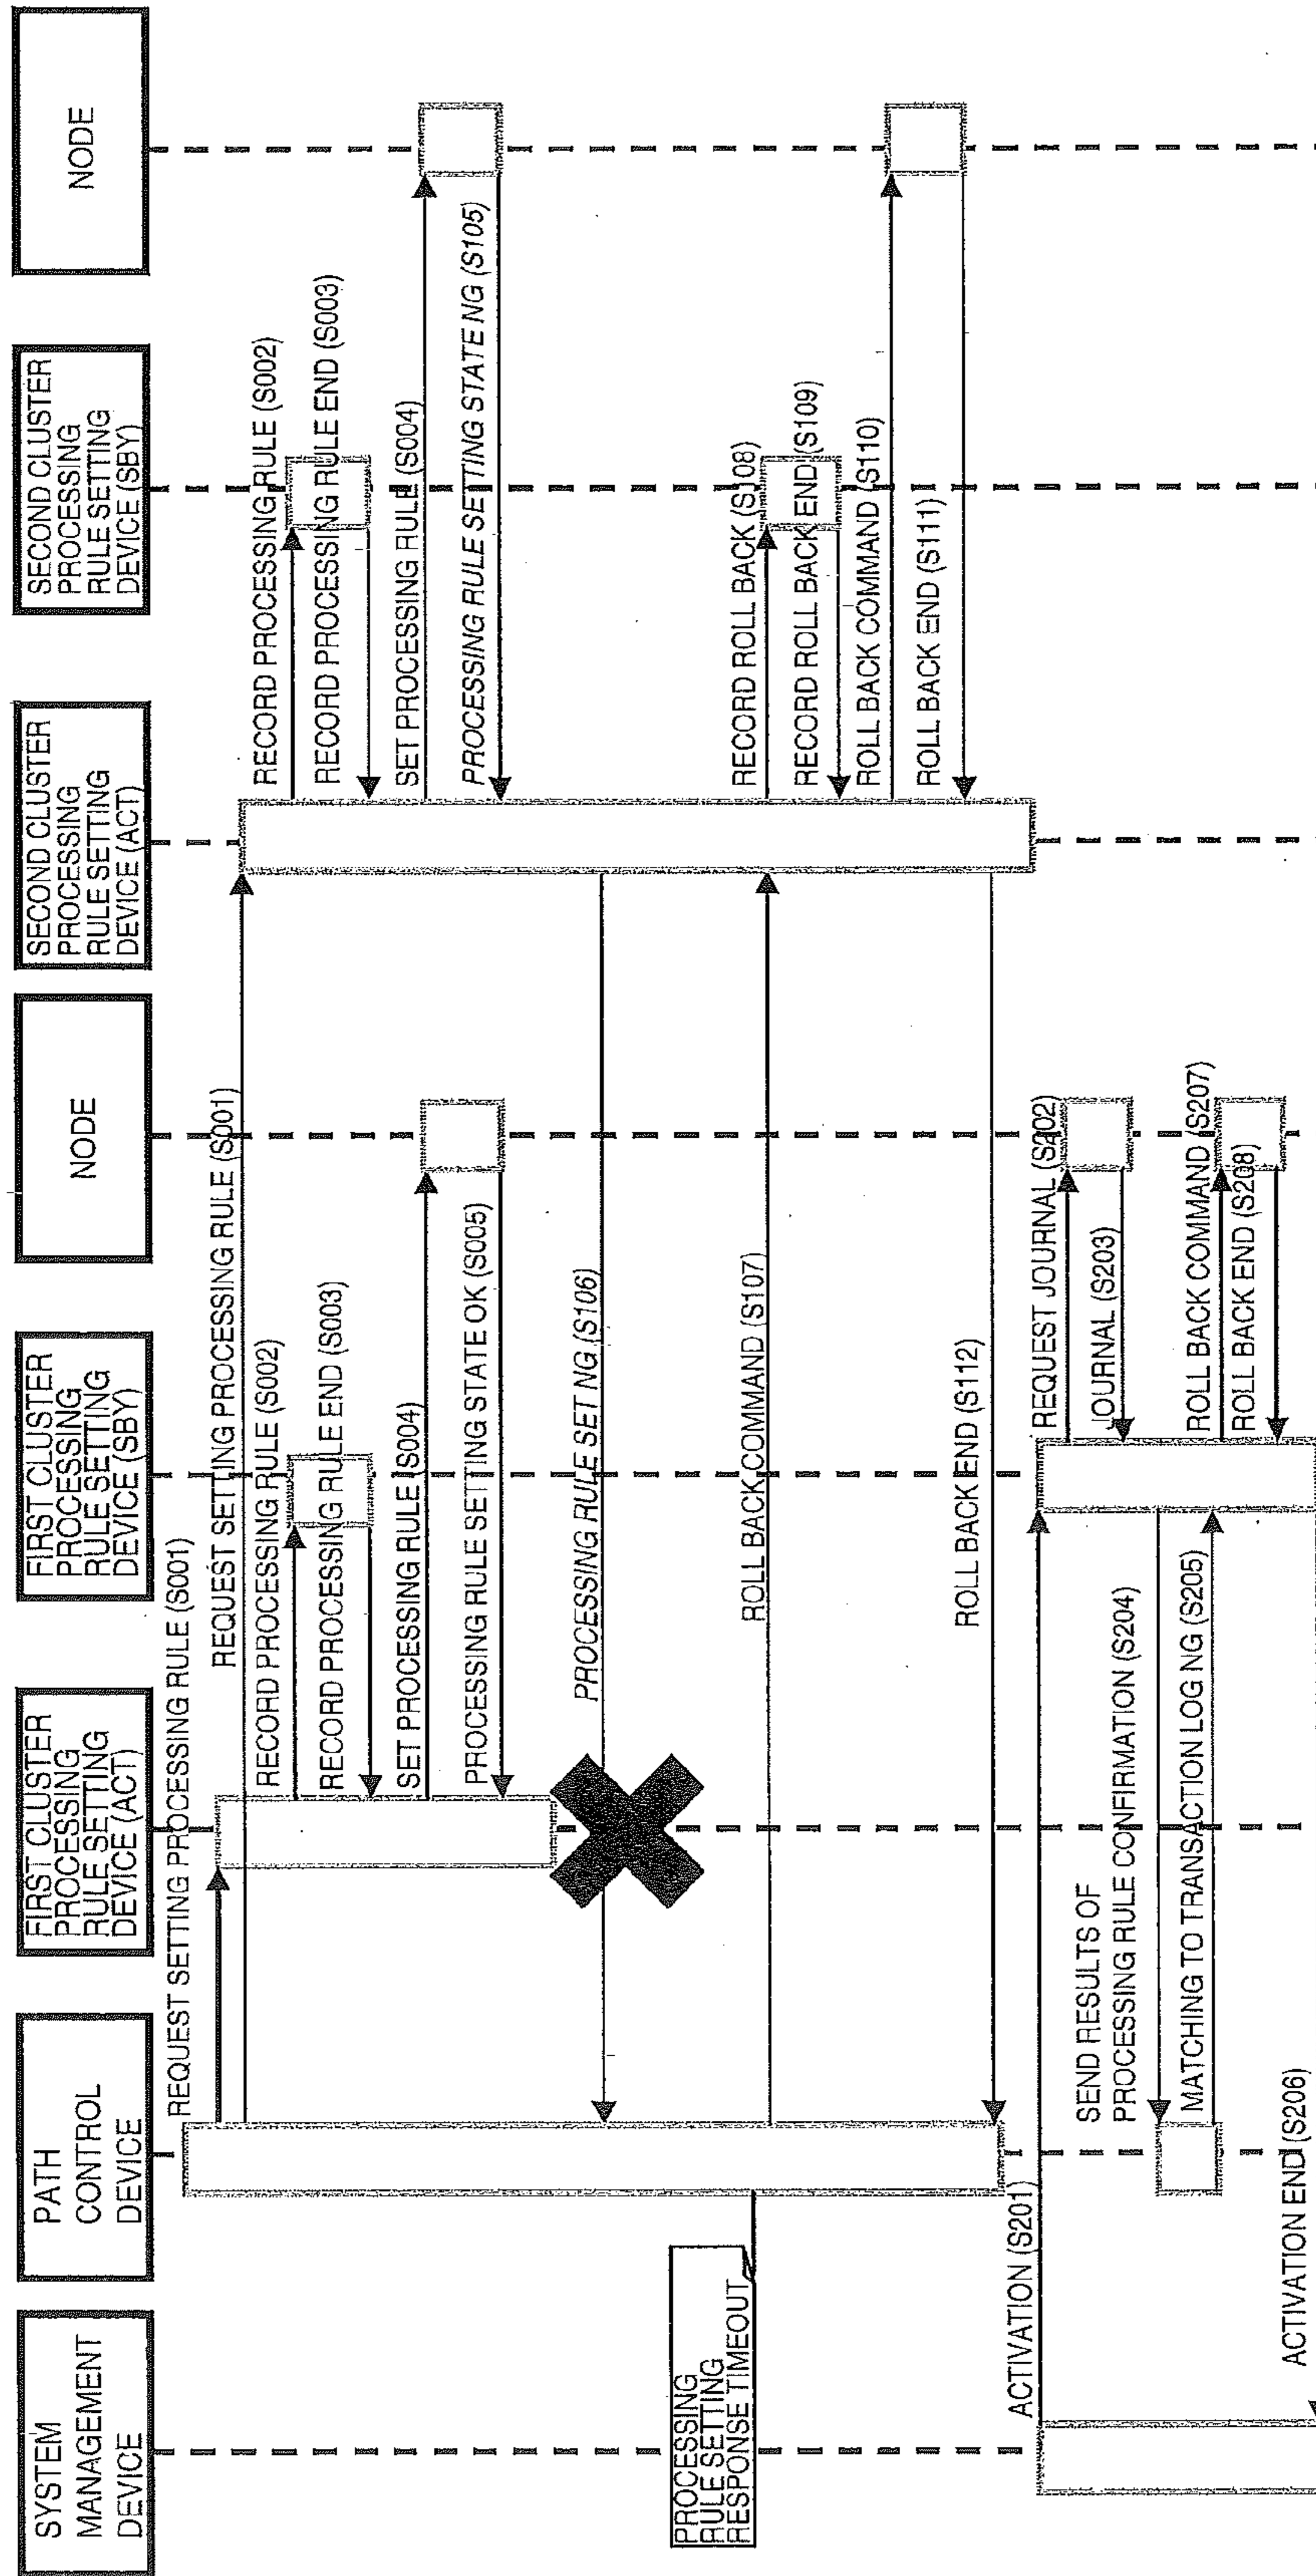 SYSTEM
MANAGEMENT
DEVICE
PATH
CONTROL
DEVICE
FIRST CLUSTER
PROCESSING
RULE SETTING
DEVICE (ACT)
FIRST CLUSTER
PROCESSING
RULE SETTING
DEVICE (SBY)
NODE
SECOND CLUSTER
PROCESSING
RULE SETTING
DEVICE (ACT)
SECOND CLUSTER
PROCESSING
RULE SETTING
DEVICE (SBY)
NODE
REQUEST SETTING PROCESSING RULE (S001)
REQUEST SETTING PROCESSING RULE (S001)
RECORD PROCESSING RULE (S002)
RECORD PROCESSING RULE (S002)
RECORD PROCESSING RULE END (S003)
RECORD PROCESSING RULE END (S003)
SET PROCESSING RULE (S004)
SET PROCESSING RULE (S004)
PROCESSING RULE SETTING STATE OK (S005)
PROCESSING RULE SETTING STATE NG (S105)
PROCESSING RULE SET NG (S106)
PROCESSING
RULE SETTING
RESPONSE TIMEOUT
ROLL BACK COMMAND (S107)
RECORD ROLL BACK (S108)
RECORD ROLL BACK END (S109)
ROLL BACK COMMAND (S110)
ROLL BACK END (S111)
ROLL BACK END (S112)
ACTIVATION (S201)
REQUEST JOURNAL (S202)
JOURNAL (S203)
SEND RESULTS OF
PROCESSING RULE CONFIRMATION (S204)
MATCHING TO TRANSACTION LOG NG (S205)
ROLL BACK COMMAND (S207)
ROLL BACK END (S208)
ACTIVATION END (S206)